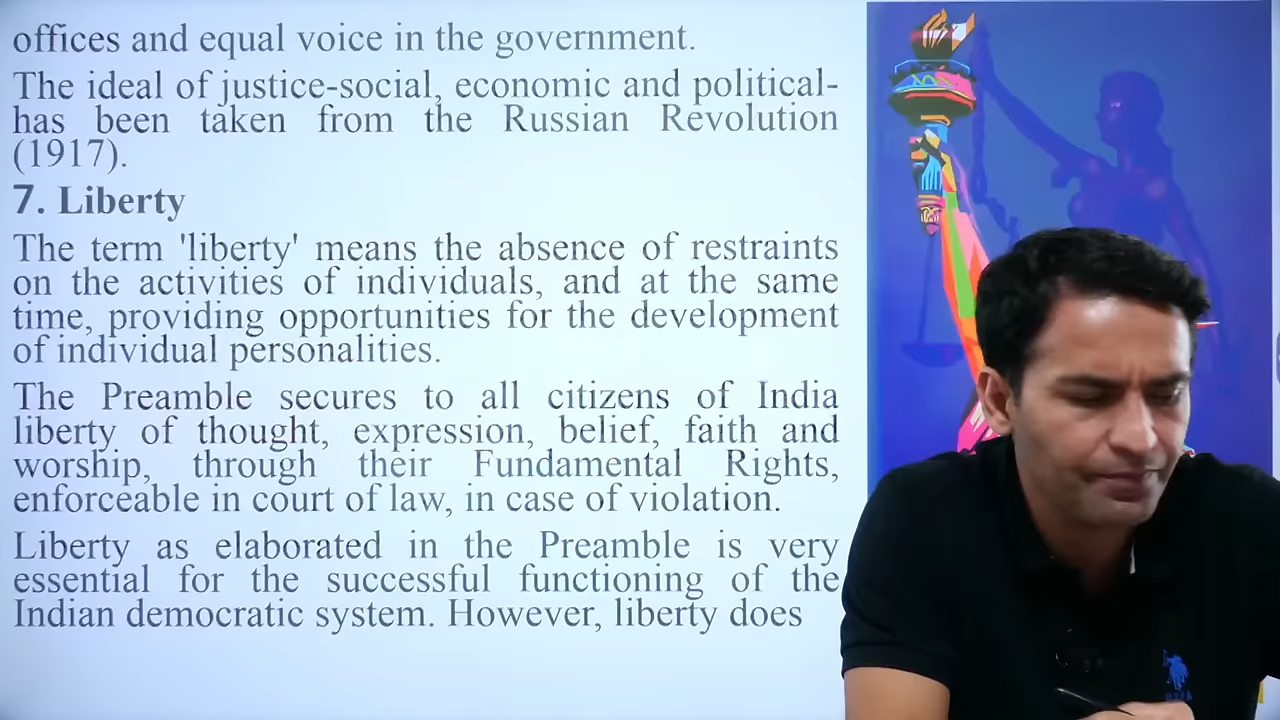 offices and equal voice in the government.
The ideal of justice-social, economic and political-
has been taken from the Russian Revolution
(1917).
7. Liberty
The term 'liberty' means the absence of restraints
on the activities of individuals, and at the same
time, providing opportunities for the development
of individual personalities.
The Preamble secures to all citizens of India
liberty of thought, expression, belief, faith and
worship, through their Fundamental Rights,
enforceable in court of law, in case of violation.
Liberty as elaborated in the Preamble is very
essential for the successful functioning of the
Indian democratic system. However, liberty does